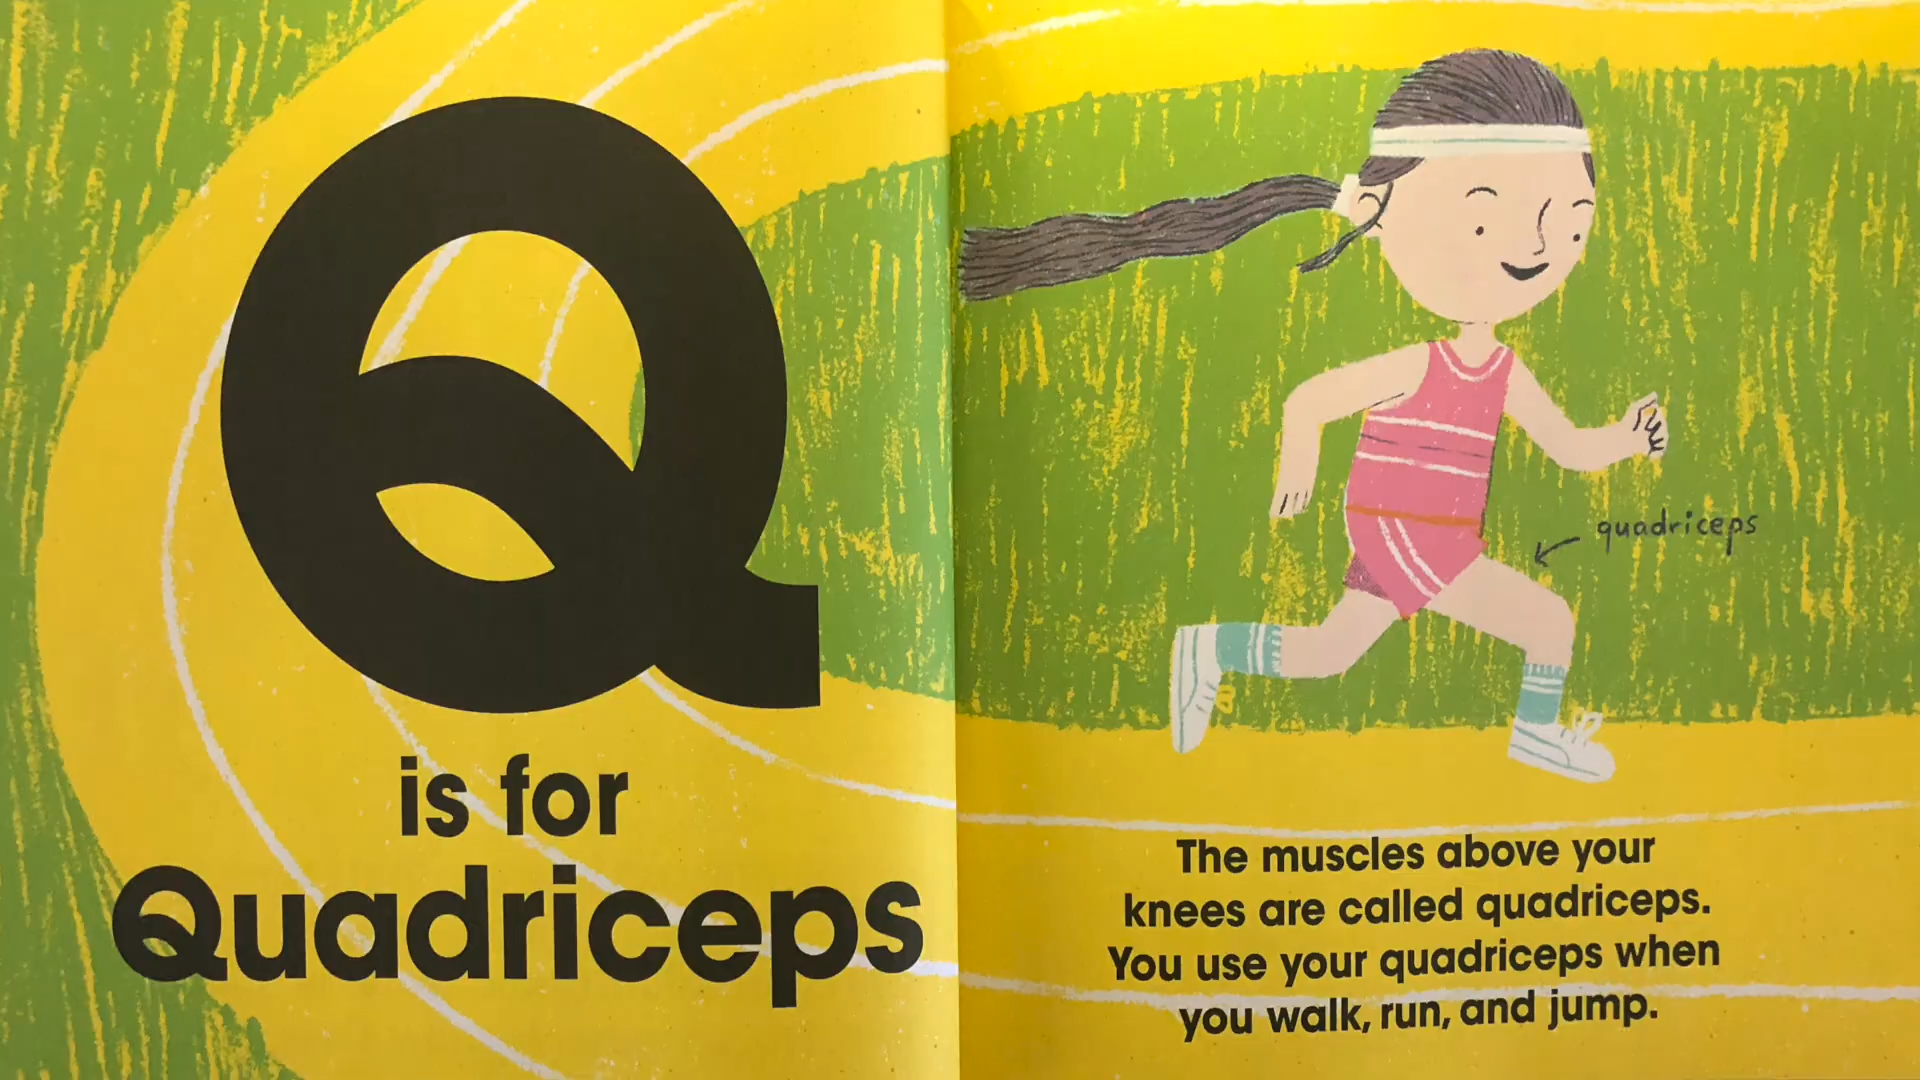 Q
is for
Quadriceps
quadriceps
The muscles above your
knees are called quadriceps.
You use your quadriceps when
you walk, run, and jump.